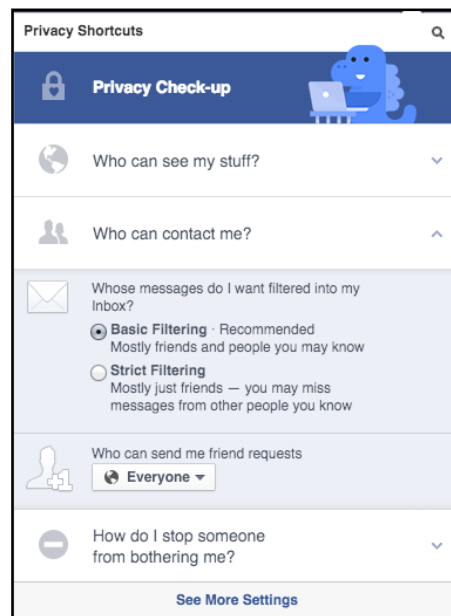 Privacy Shortcuts
Privacy Check-up
Who can see my stuff?
Who can contact me?
Whose messages do I want filtered into my
Inbox?
Basic Filtering · Recommended
Mostly friends and people you may know
Strict Filtering
Mostly just friends — you may miss
messages from other people you know
Who can send me friend requests
+1
Everyone
How do I stop someone
from bothering me?
See More Settings